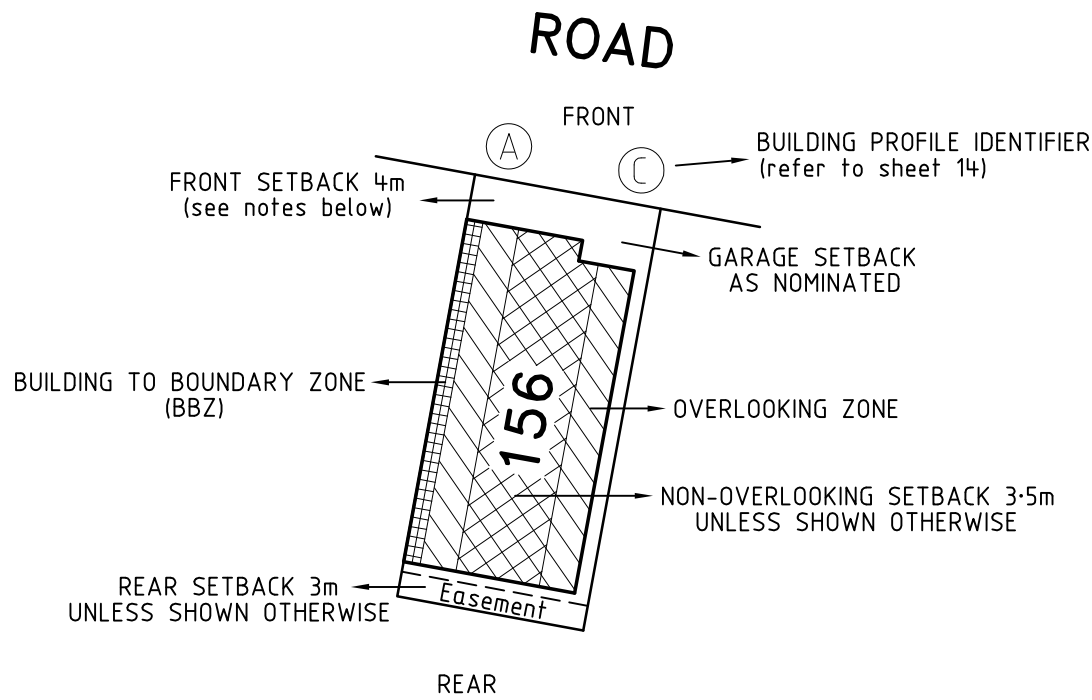 ROAD
FRONT
A
C
BUILDING PROFILE IDENTIFIER
(refer to sheet 14)
FRONT SETBACK 4m
(see notes below)
GARAGE SETBACK
AS NOMINATED
BUILDING TO BOUNDARY ZONE
(BBZ)
156
OVERLOOKING ZONE
NON-OVERLOOKING SETBACK 3·5m
UNLESS SHOWN OTHERWISE
REAR SETBACK 3m
UNLESS SHOWN OTHERWISE
Easement
REAR